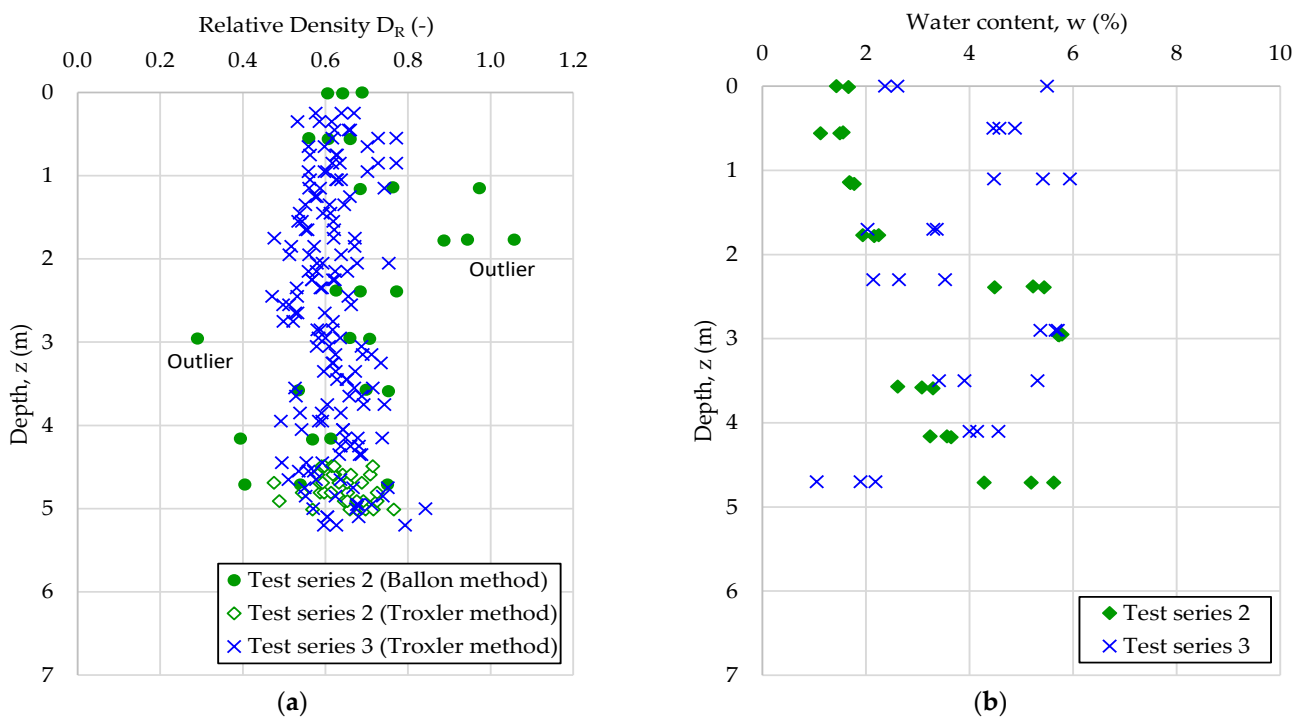 Relative Density D_R (-)
0.0 0.2 0.4 0.6 0.8 1.0 1.2
0
1
2
3
4
5
6
7
Depth, z (m)
Outlier
Outlier
Test series 2 (Ballon method)
Test series 2 (Troxler method)
Test series 3 (Troxler method)
(a)
Water content, w (%)
0 2 4 6 8 10
0
1
2
3
4
5
6
7
Depth, z (m)
Test series 2
Test series 3
(b)